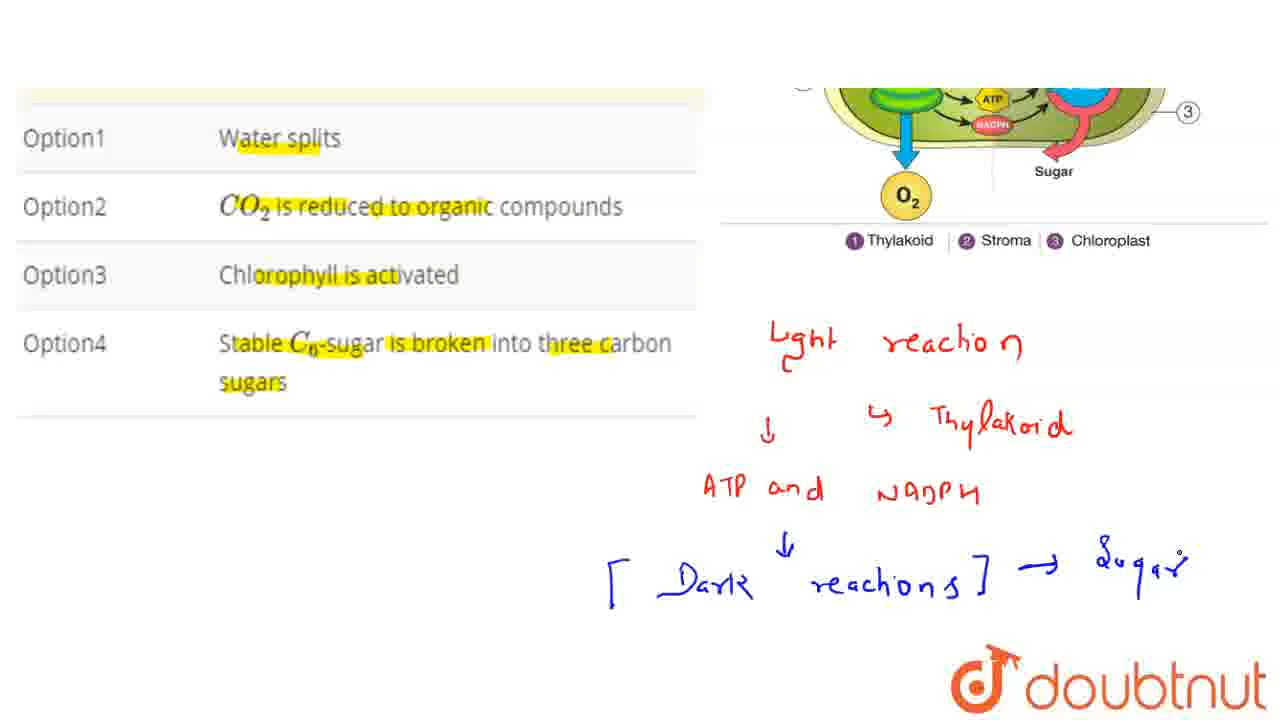 ATP
NADPH
3
Sugar
O2
1 Thylakoid 2 Stroma 3 Chloroplast
Option1 Water splits
Option2 CO2 is reduced to organic compounds
Option3 Chlorophyll is activated
Option4 Stable C6-sugar is broken into three carbon
sugars
Light reaction
↓ ↳ Thylakoid
ATP and NADPH
↓
[ Dark reactions ] → Sugar
doubtnut